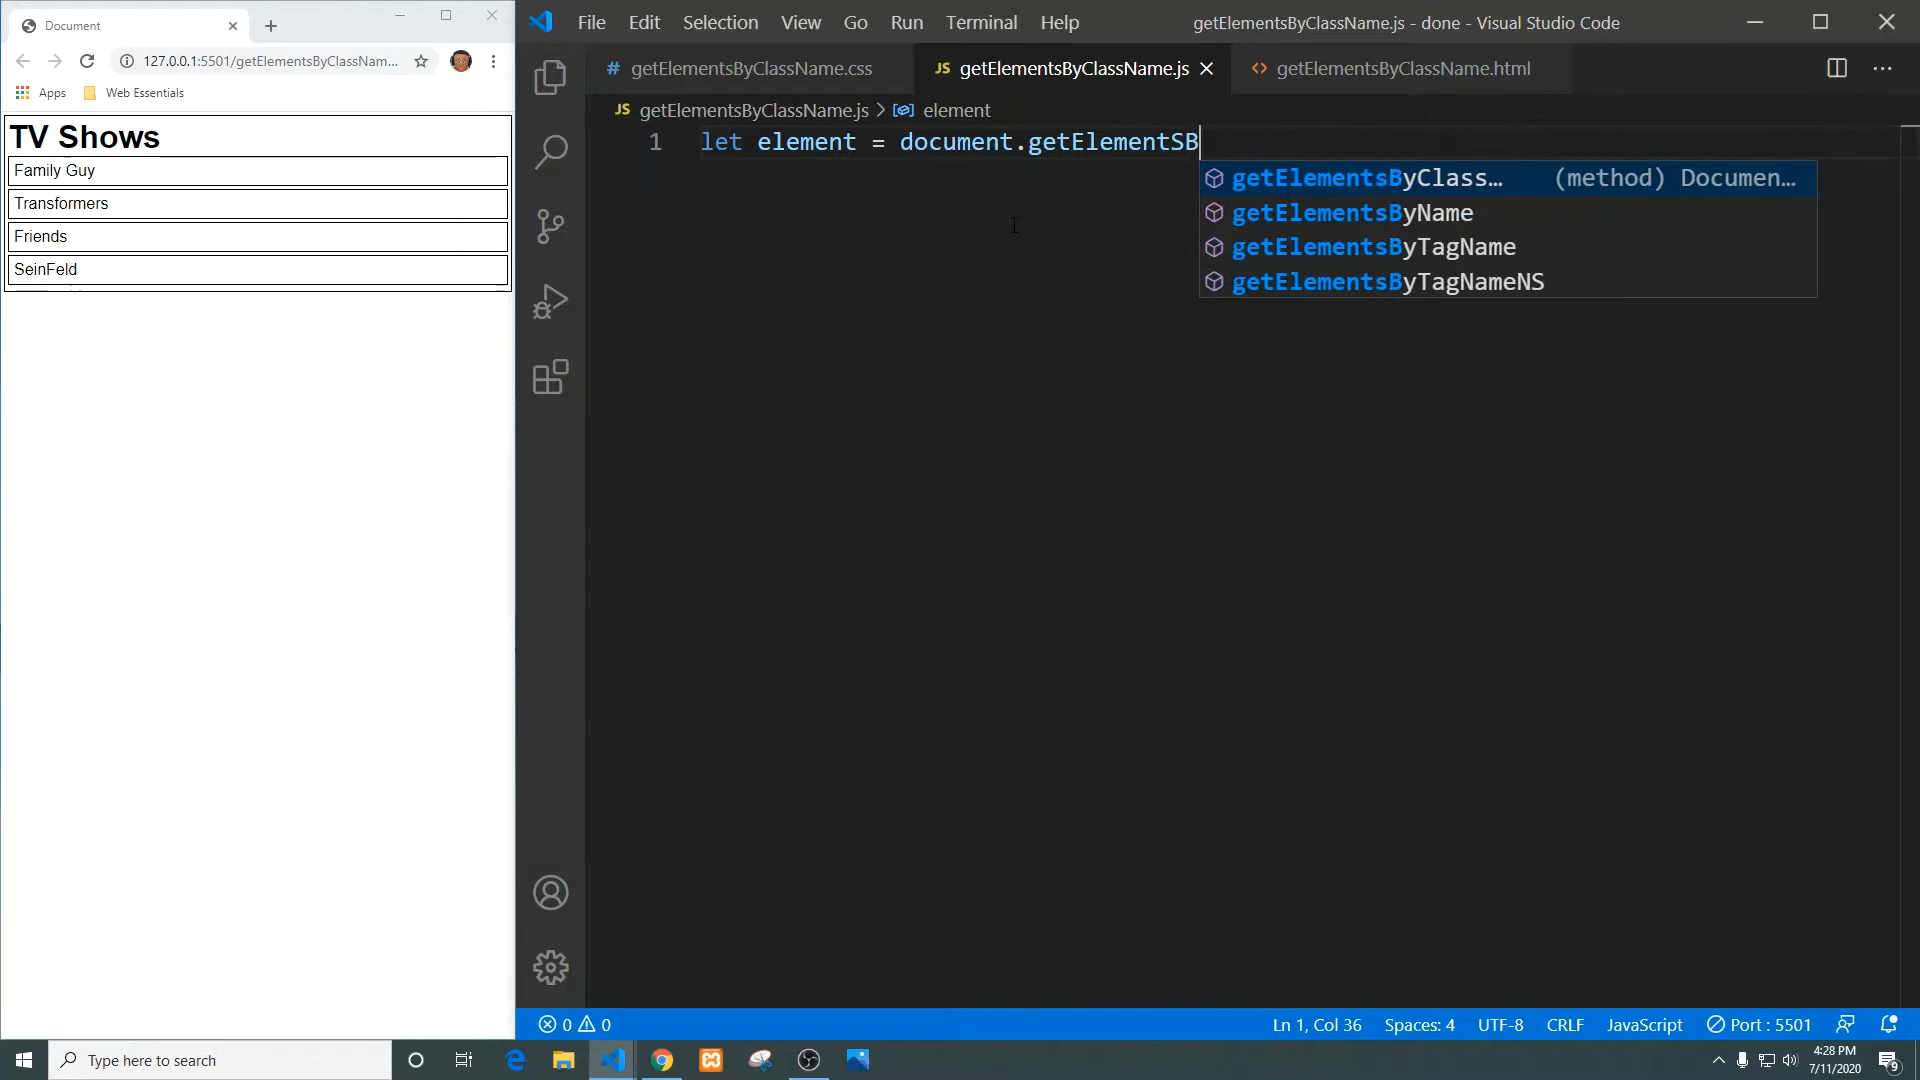 Document
127.0.0.1:5501/getElementsByClassNam...
Apps
Web Essentials
TV Shows
Family Guy
Transformers
Friends
SeinFeld
File Edit Selection View Go Run Terminal Help
getElementsByClassName.js - done - Visual Studio Code
# getElementsByClassName.css
JS getElementsByClassName.js
<> getElementsByClassName.html
JS getElementsByClassName.js > element
1 let element = document.getElementSB
getElementsByClass… (method) Documen…
getElementsByName
getElementsByTagName
getElementsByTagNameNS
0 0
Ln 1, Col 36 Spaces: 4 UTF-8 CRLF JavaScript Port : 5501
Type here to search
4:28 PM
7/11/2020
9